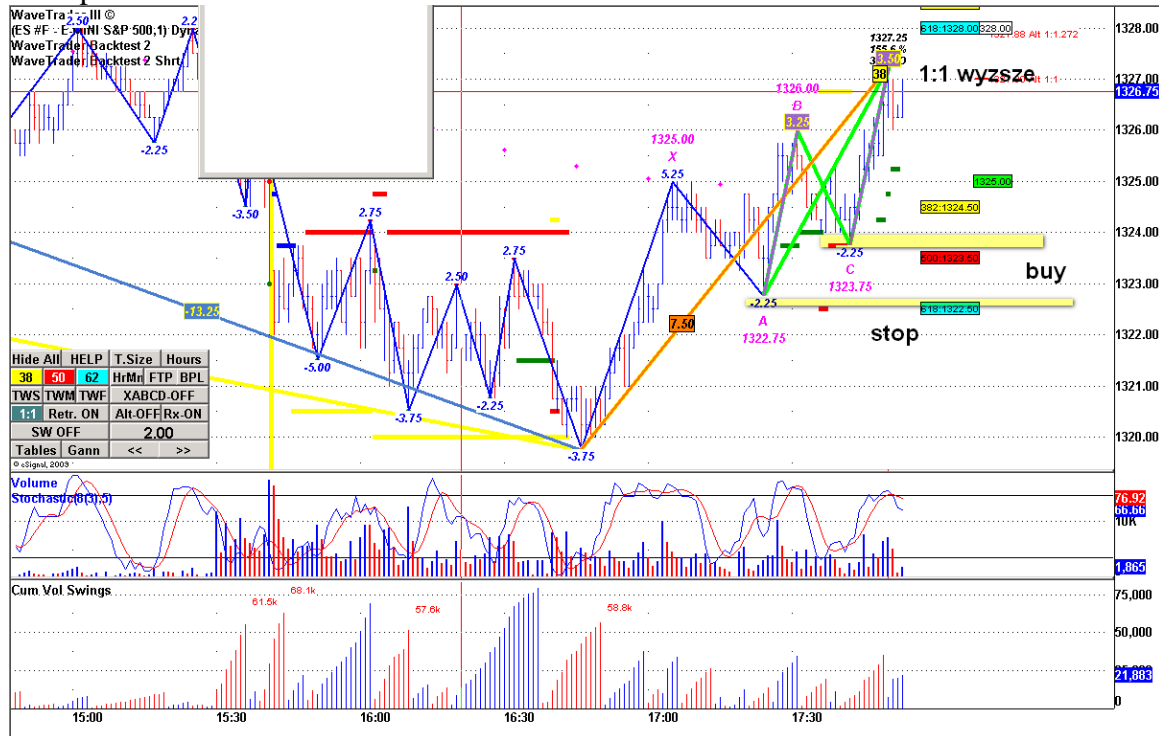 WaveTrader III ©
(ES #F - E-miNI S&P 500,1)
WaveTrader Backtest 2
WaveTrader Backtest 2 Shrt
2.50
-2.25
-3.50
-13.25
-5.00
2.75
-3.75
2.50
-2.25
2.75
-3.75
7.50
1325.00
X
5.25
-2.25
A
1322.75
1326.00
B
3.25
-2.25
C
1323.75
1327.25
155.6 %
3.50
38
1:1 wyzsze
buy
stop
618:1328.00
328.00
Alt 1:1.272
Alt 1:1
1325.00
382:1324.50
500:1323.50
618:1322.50
1328.00
1327.00
1326.75
1326.00
1325.00
1324.00
1323.00
1322.00
1321.00
1320.00
Hide All HELP T.Size Hours
38 50 62 HrMn FTP BPL
TWS TWM TWF XABCD-OFF
1:1 Retr. ON Alt-OFF Rx-ON
SW OFF 2.00
Tables Gann << >>
© eSignal, 2009
Volume
Stochastic(8(3),5)
76.92
66.66
10K
1,865
Cum Vol Swings
61.5k
68.1k
57.6k
58.8k
75,000
50,000
21,883
0
15:00 15:30 16:00 16:30 17:00 17:30